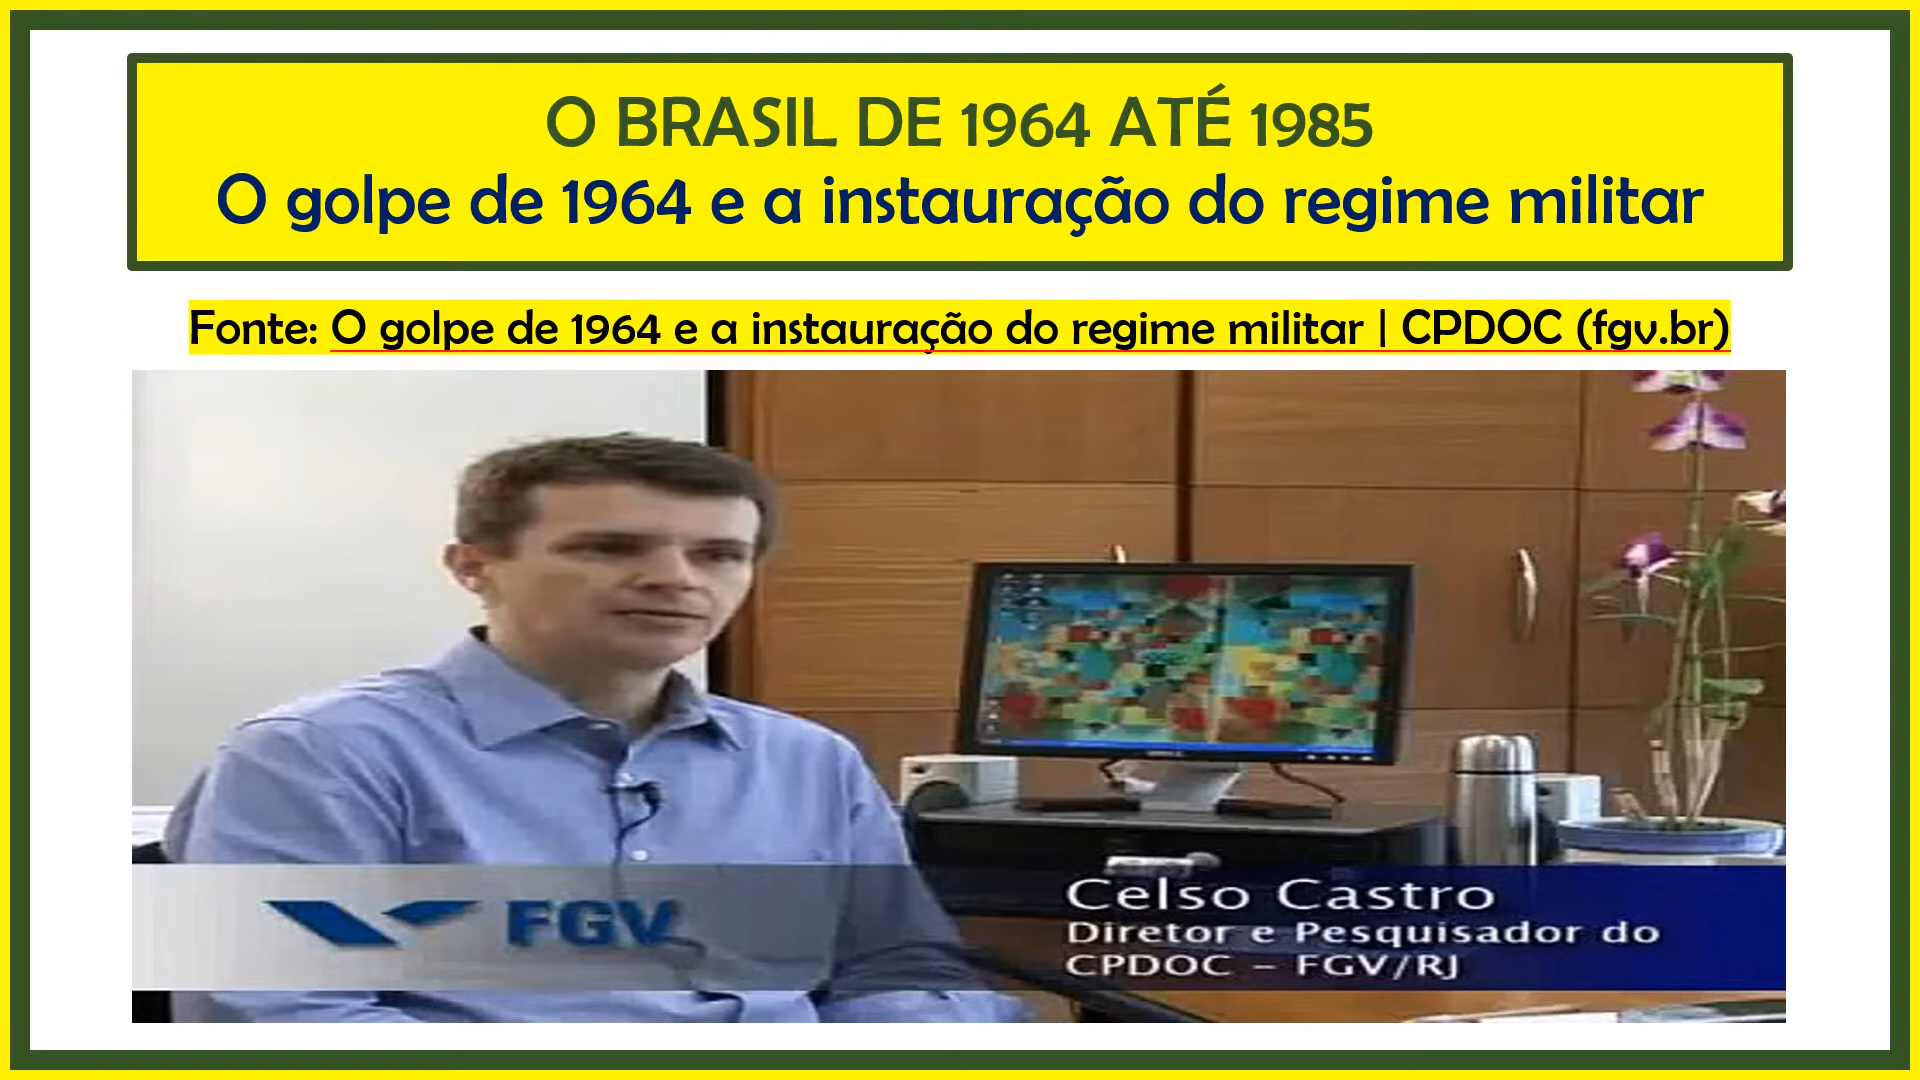 O BRASIL DE 1964 ATÉ 1985
O golpe de 1964 e a instauração do regime militar
Fonte: O golpe de 1964 e a instauração do regime militar | CPDOC (fgv.br)
FGV
Celso Castro
Diretor e Pesquisador do
CPDOC – FGV/RJ